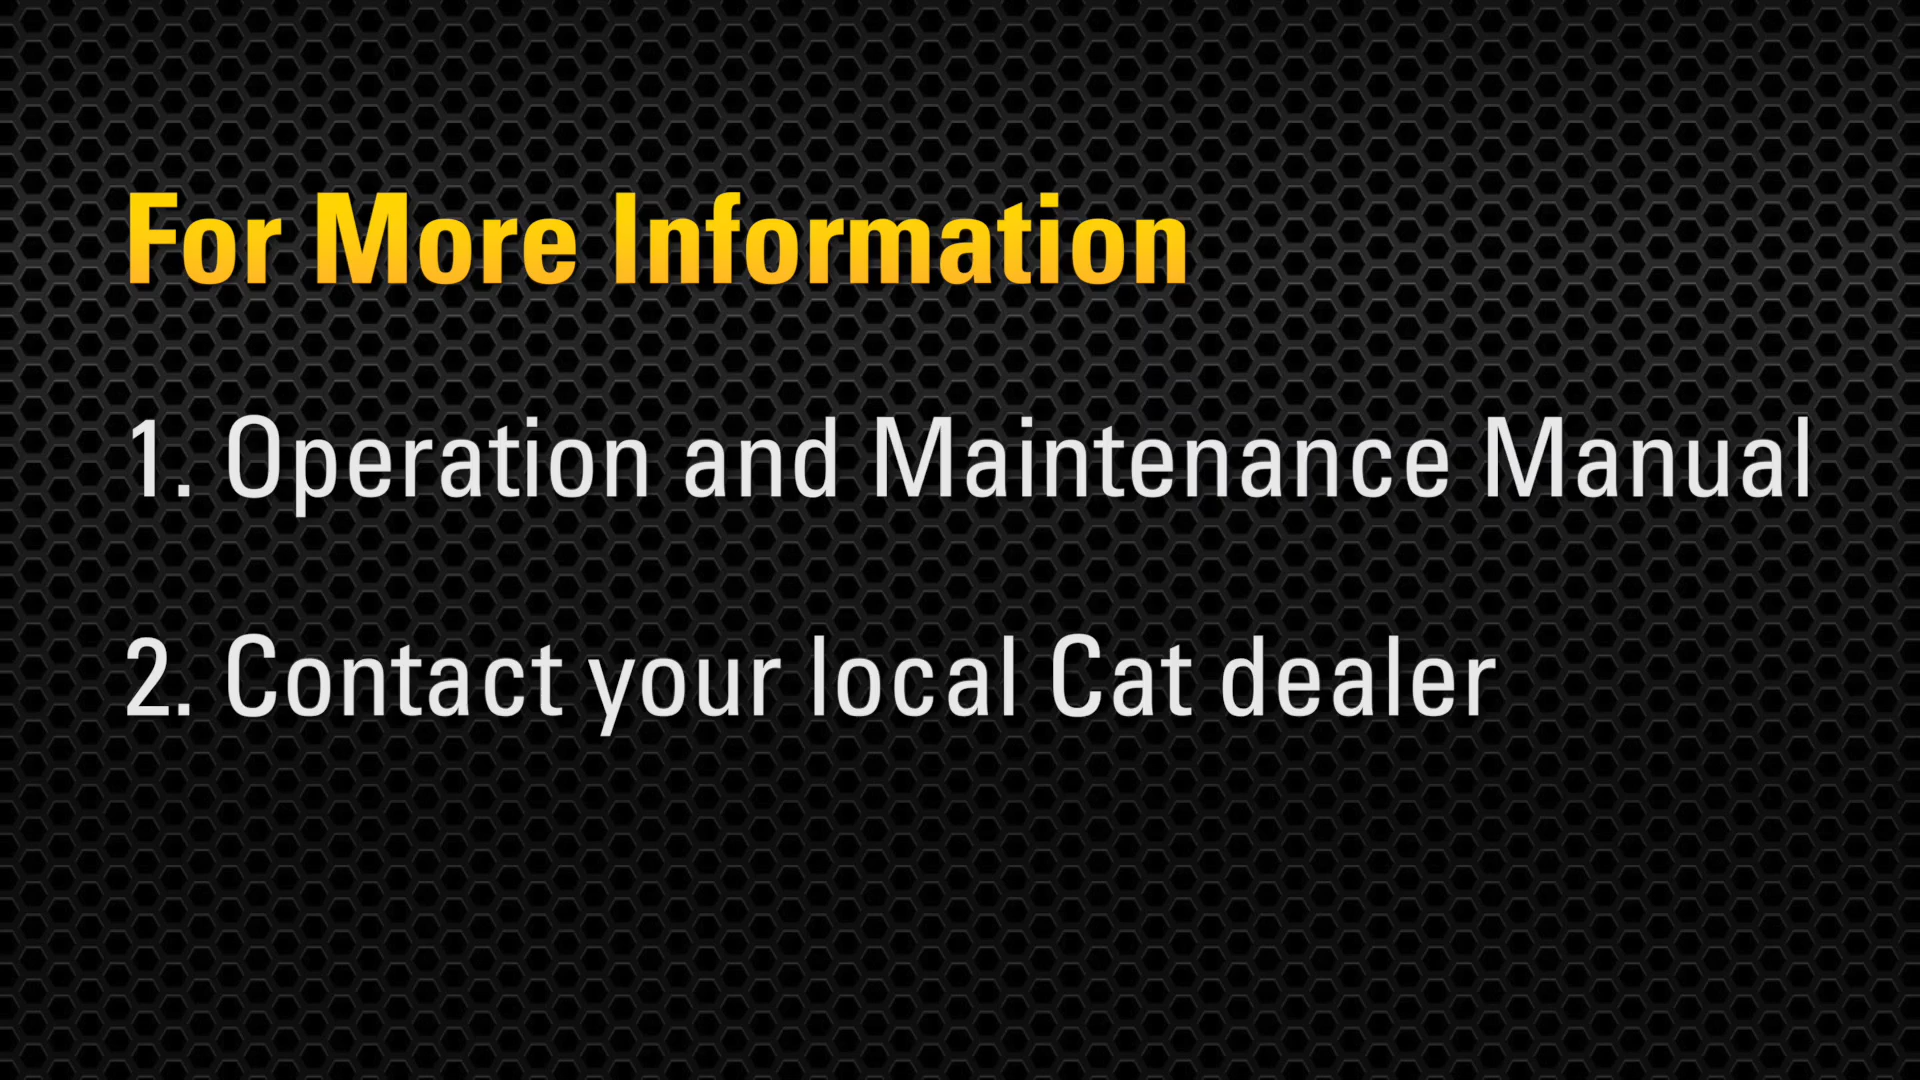 For More Information
1. Operation and Maintenance Manual
2. Contact your local Cat dealer